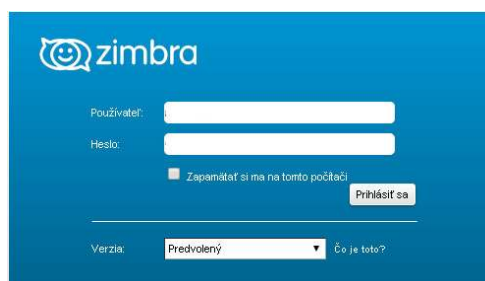 zimbra
Používateľ:
Heslo:
Zapamätať si ma na tomto počítači
Prihlásiť sa
Verzia: Predvolený Čo je toto?